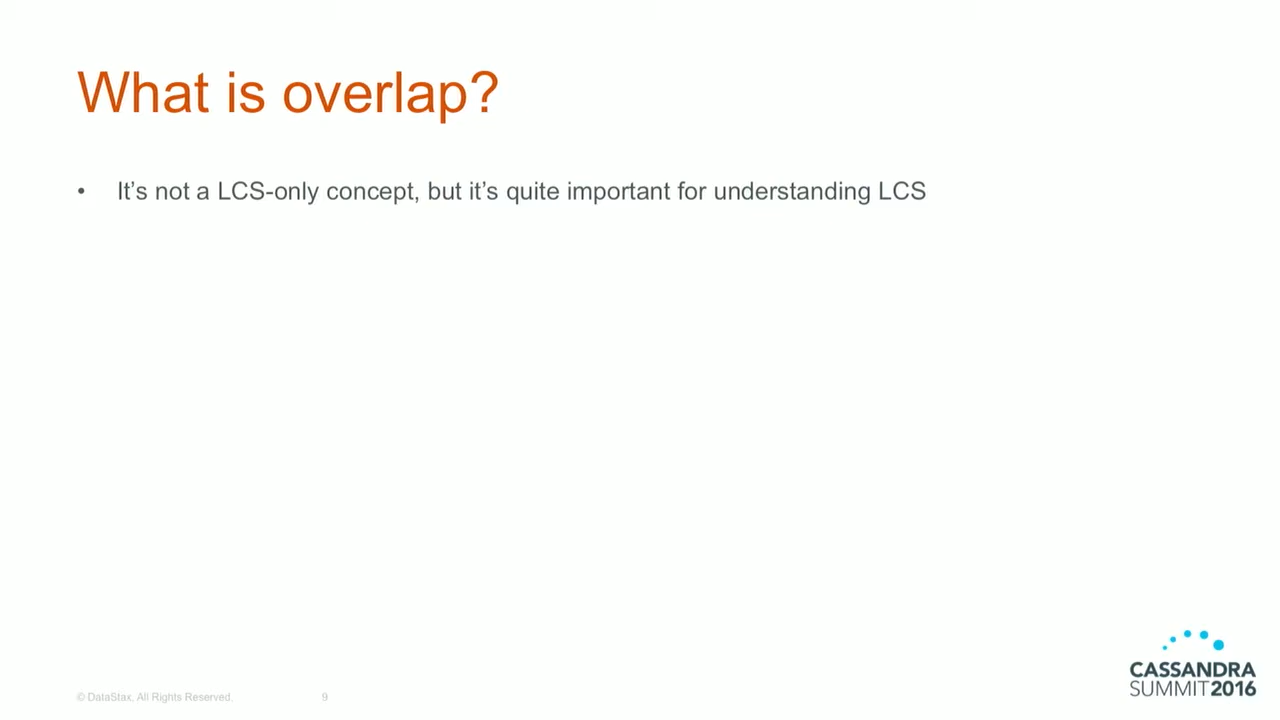 What is overlap?
• It's not a LCS-only concept, but it's quite important for understanding LCS
© DataStax, All Rights Reserved. 9
CASSANDRA
SUMMIT2016